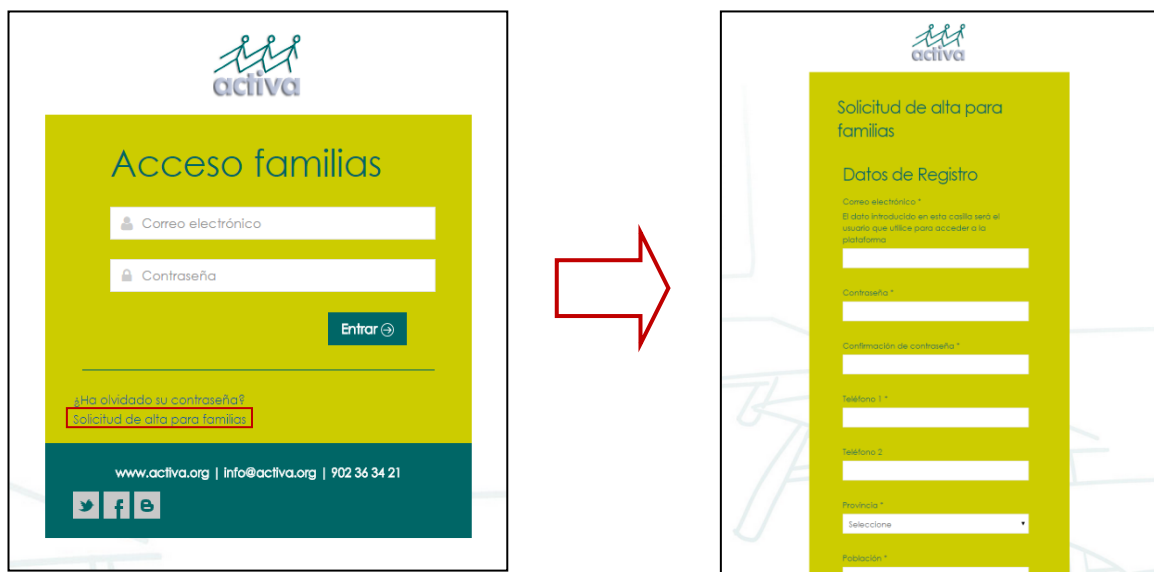 activa
Acceso familias
Correo electrónico
Contraseña
Entrar
¿Ha olvidado su contraseña?
Solicitud de alta para familias
www.activa.org | info@activa.org | 902 36 34 21
activa
Solicitud de alta para
familias
Datos de Registro
Correo electrónico *
El dato introducido en esta casilla será el
usuario que utilice para acceder a la
plataforma
Contraseña *
Confirmación de contraseña *
Teléfono 1 *
Teléfono 2
Provincia *
Seleccione
Población *